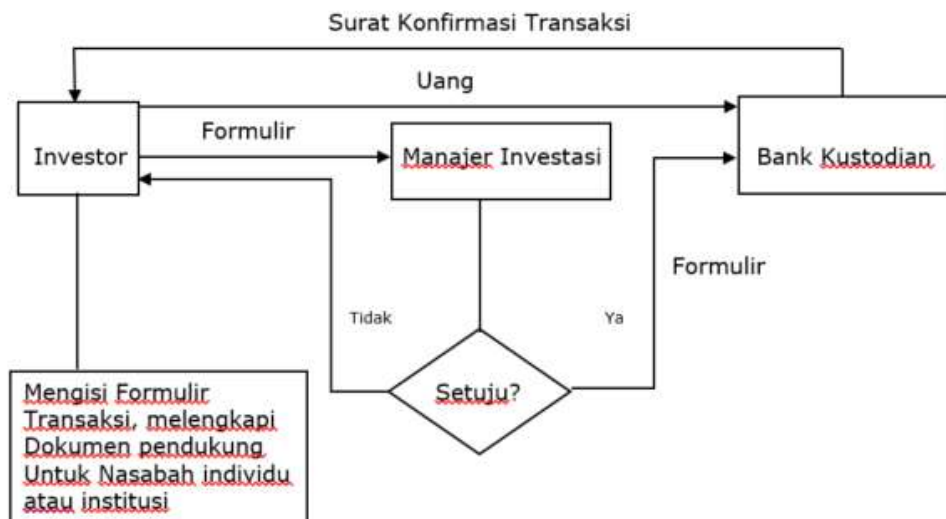 Surat Konfirmasi Transaksi
Uang
Formulir
Investor
Manajer Investasi
Bank Kustodian
Formulir
Tidak
Ya
Setuju?
Mengisi Formulir
Transaksi, melengkapi
Dokumen pendukung
Untuk Nasabah individu
atau institusi